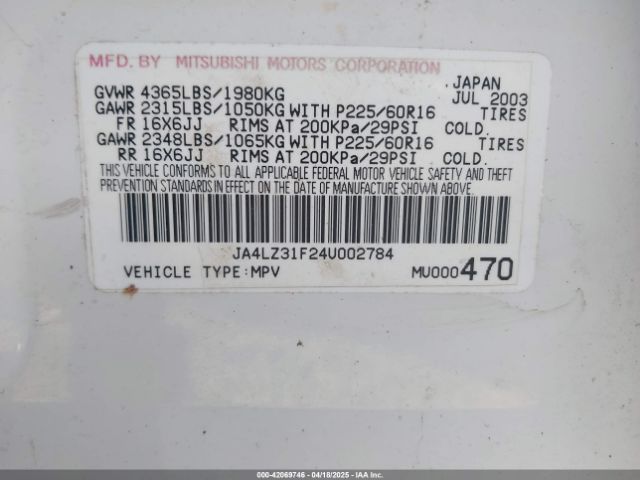 MFD. BY MITSUBISHI MOTORS CORPORATION
JAPAN
GVWR 4365LBS/1980KG JUL 2003
GAWR 2315LBS/1050KG WITH P225/60R16 TIRES
FR 16X6JJ RIMS AT 200KPa/29PSI COLD.
GAWR 2348LBS/1065KG WITH P225/60R16 TIRES
RR 16X6JJ RIMS AT 200KPa/29PSI COLD.
THIS VEHICLE CONFORMS TO ALL APPLICABLE FEDERAL MOTOR VEHICLE SAFETY AND THEFT
PREVENTION STANDARDS IN EFFECT ON THE DATE OF MANUFACTURE SHOWN ABOVE.
JA4LZ31F24U002784
VEHICLE TYPE:MPV MU000470
000-42069746 - 04/18/2025 - IAAI.COM